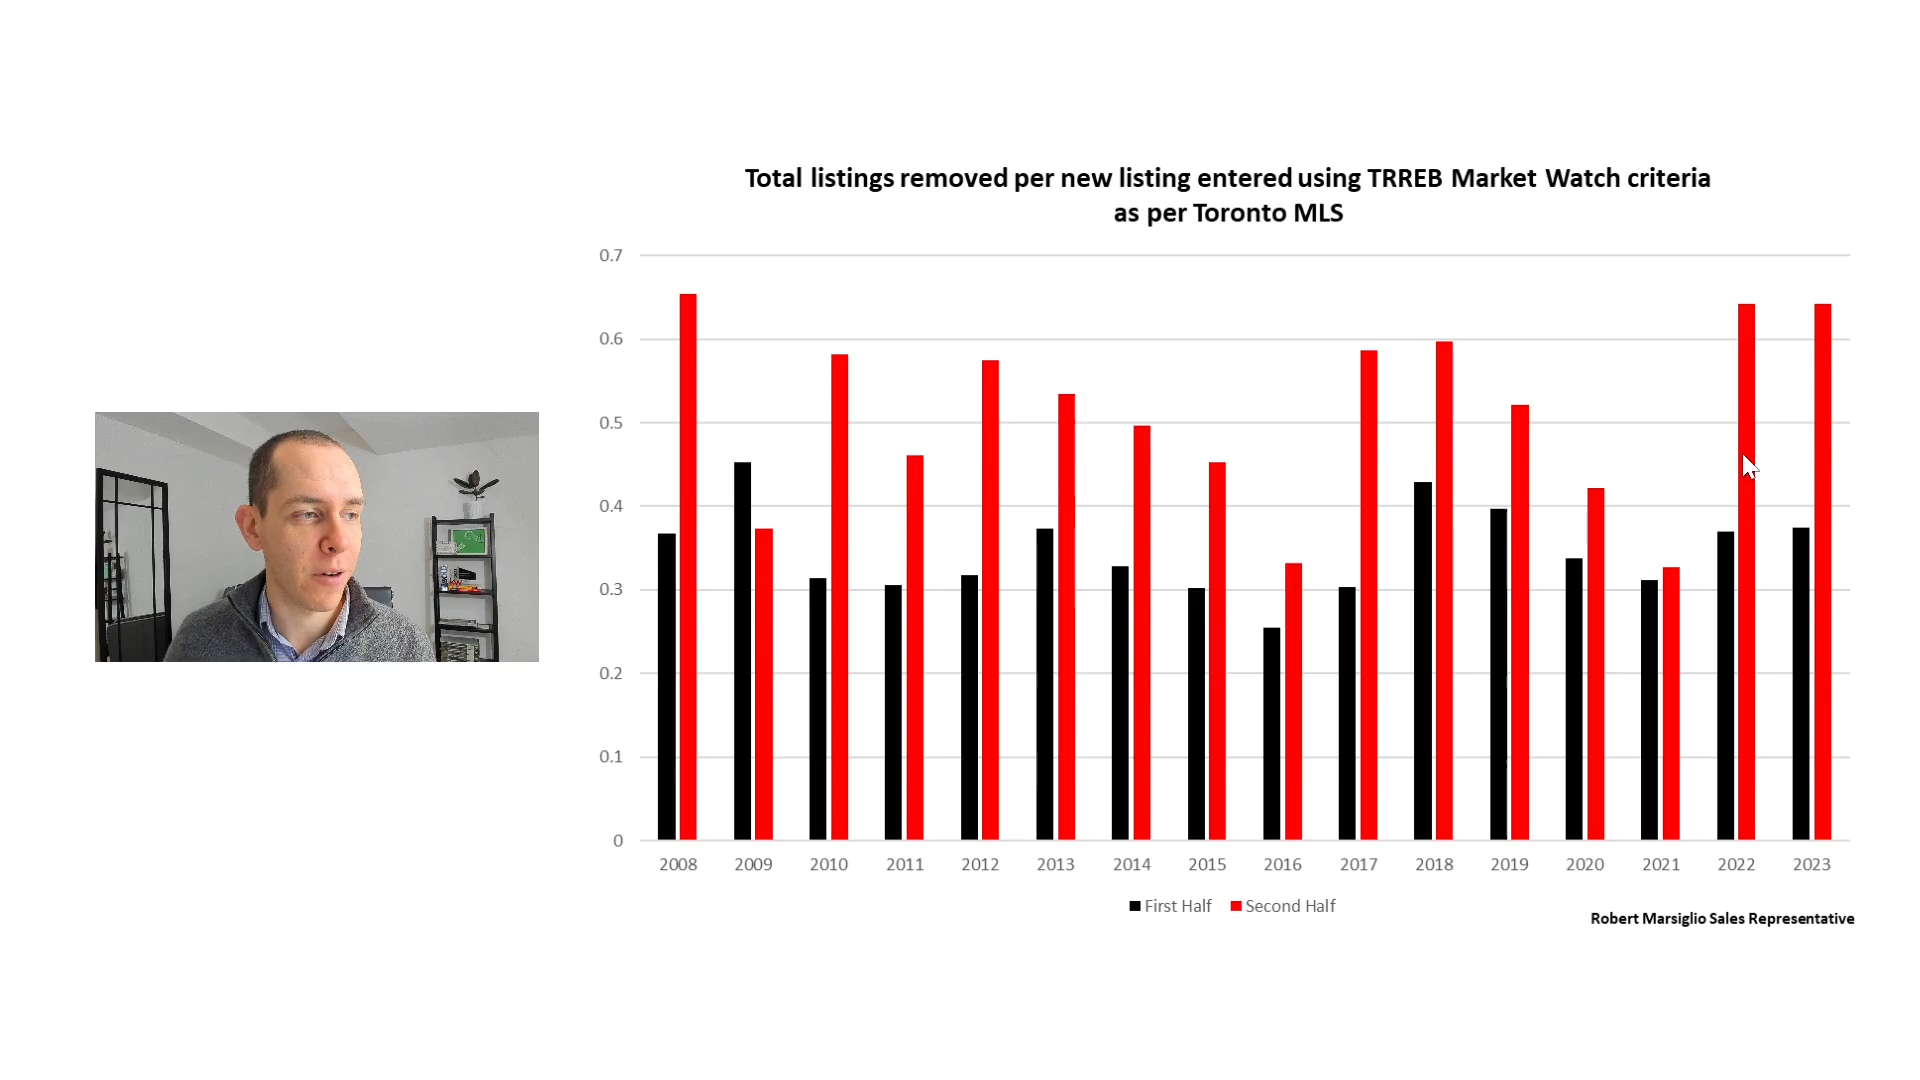 Total listings removed per new listing entered using TRREB Market Watch criteria
as per Toronto MLS
0.7
0.6
0.5
0.4
0.3
0.2
0.1
0
2008 2009 2010 2011 2012 2013 2014 2015 2016 2017 2018 2019 2020 2021 2022 2023
First Half Second Half
Robert Marsiglio Sales Representative